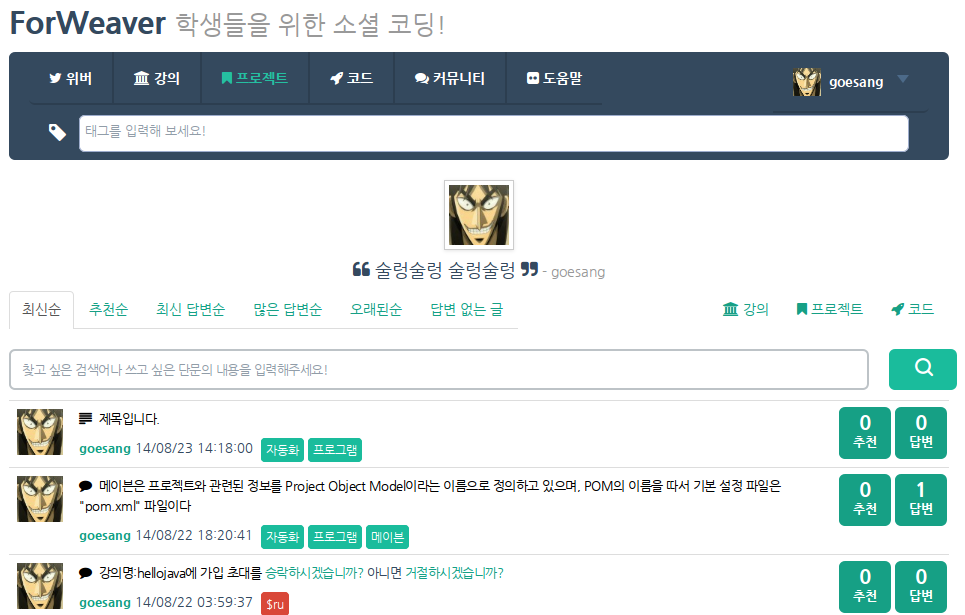 ForWeaver 학생들을 위한 소셜 코딩!
위버 강의 프로젝트 코드 커뮤니티 도움말 goesang
태그를 입력해 보세요!
술렁술렁 술렁술렁 - goesang
최신순 추천순 최신 답변순 많은 답변순 오래된순 답변 없는 글 강의 프로젝트 코드
찾고 싶은 검색어나 쓰고 싶은 단문의 내용을 입력해주세요!
제목입니다.
goesang 14/08/23 14:18:00 자동화 프로그램
0 추천
0 답변
메이븐은 프로젝트와 관련된 정보를 Project Object Model이라는 이름으로 정의하고 있으며, POM의 이름을 따서 기본 설정 파일은
"pom.xml" 파일이다
goesang 14/08/22 18:20:41 자동화 프로그램 메이븐
0 추천
1 답변
강의명:hellojava에 가입 초대를 승락하시겠습니까? 아니면 거절하시겠습니까?
goesang 14/08/22 03:59:37 $ru
0 추천
0 답변